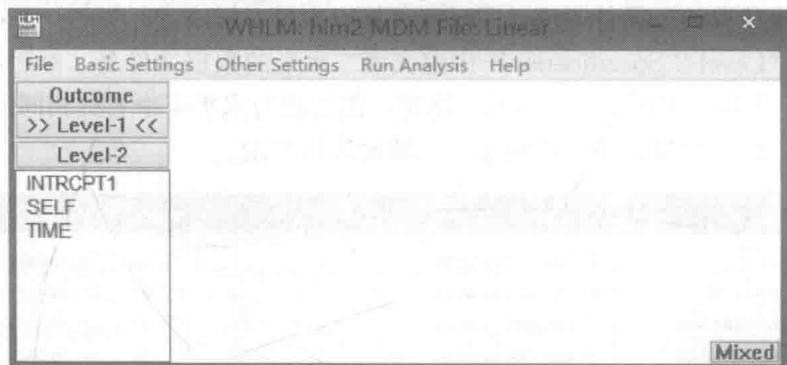 WHLM: hlm2 MDM File: Linear
File Basic Settings Other Settings Run Analysis Help
Outcome
>> Level-1 <<
Level-2
INTRCPT1
SELF
TIME
Mixed